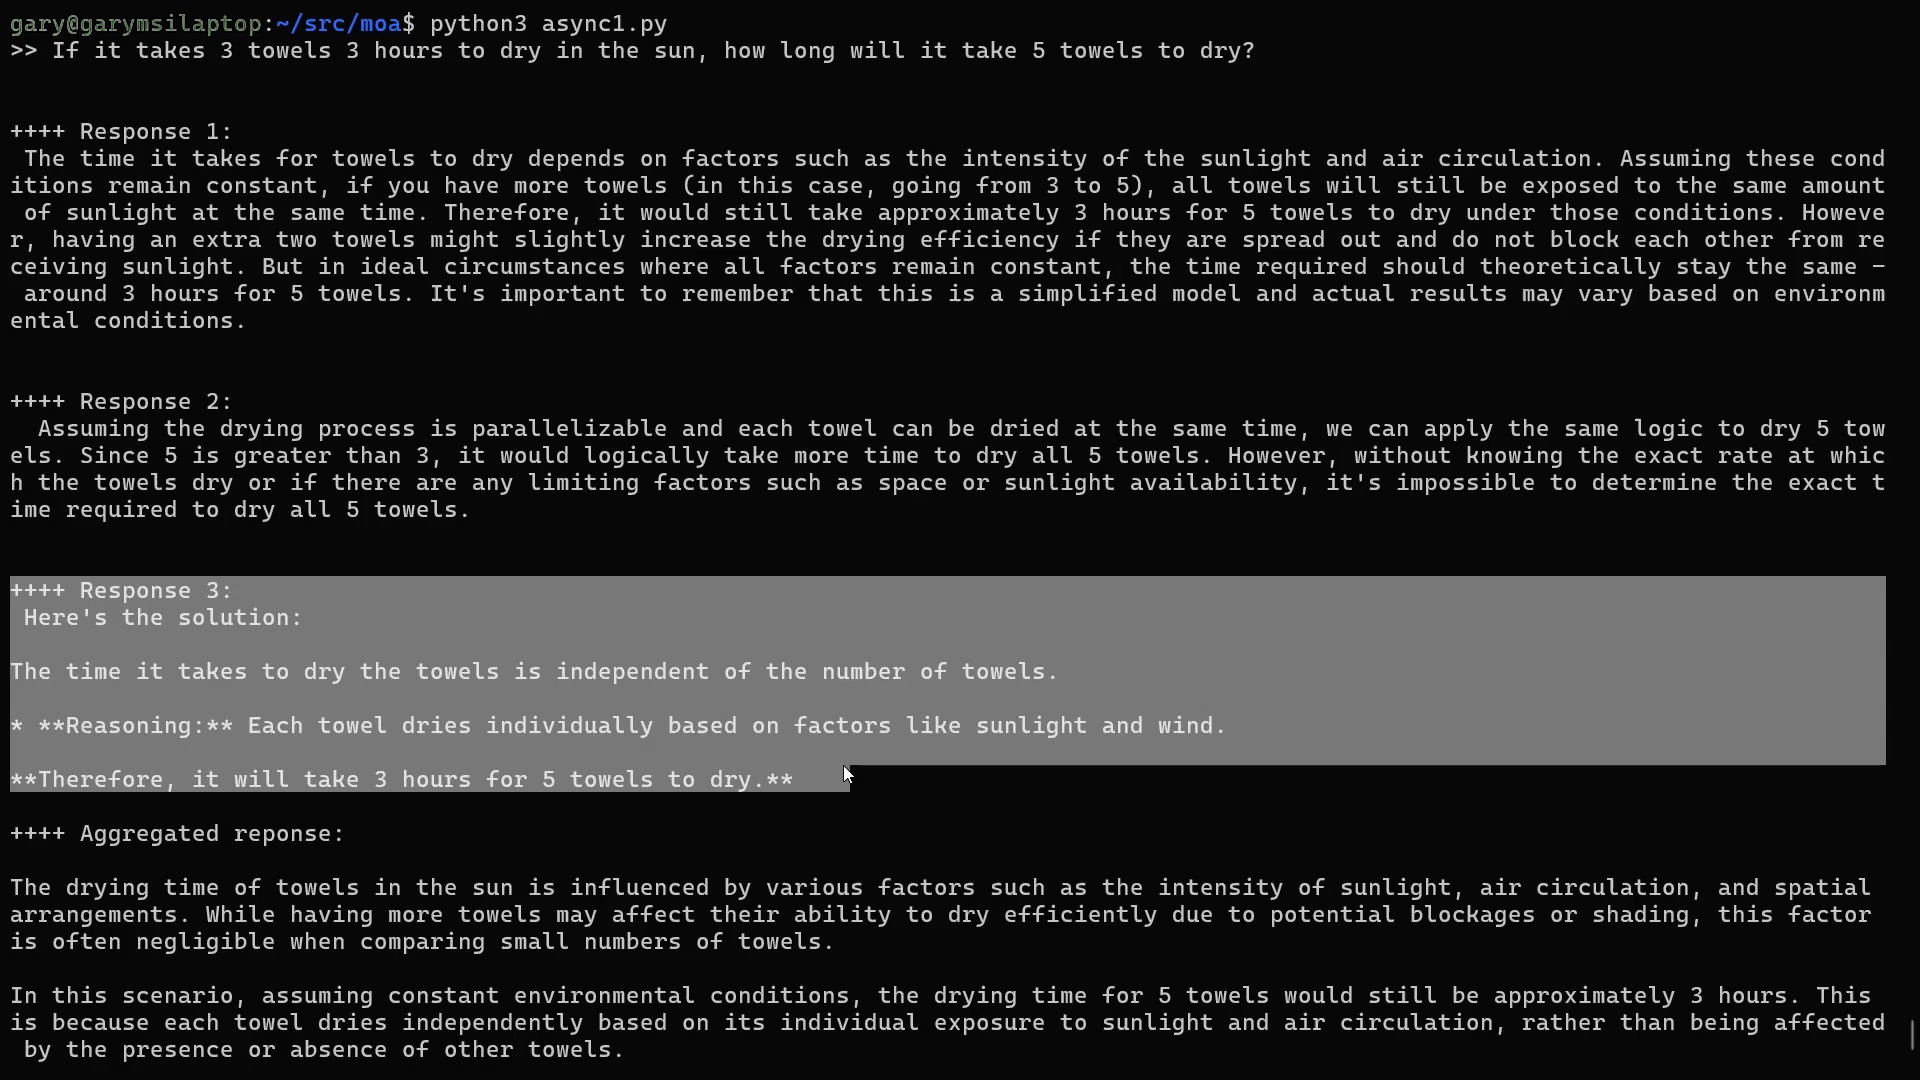 gary@garymsilaptop:~/src/moa$ python3 async1.py
>> If it takes 3 towels 3 hours to dry in the sun, how long will it take 5 towels to dry?
++++ Response 1:
The time it takes for towels to dry depends on factors such as the intensity of the sunlight and air circulation. Assuming these cond
itions remain constant, if you have more towels (in this case, going from 3 to 5), all towels will still be exposed to the same amount
of sunlight at the same time. Therefore, it would still take approximately 3 hours for 5 towels to dry under those conditions. Howeve
r, having an extra two towels might slightly increase the drying efficiency if they are spread out and do not block each other from re
ceiving sunlight. But in ideal circumstances where all factors remain constant, the time required should theoretically stay the same –
around 3 hours for 5 towels. It's important to remember that this is a simplified model and actual results may vary based on environm
ental conditions.
++++ Response 2:
Assuming the drying process is parallelizable and each towel can be dried at the same time, we can apply the same logic to dry 5 tow
els. Since 5 is greater than 3, it would logically take more time to dry all 5 towels. However, without knowing the exact rate at whic
h the towels dry or if there are any limiting factors such as space or sunlight availability, it's impossible to determine the exact t
ime required to dry all 5 towels.
++++ Response 3:
Here's the solution:
The time it takes to dry the towels is independent of the number of towels.
* **Reasoning:** Each towel dries individually based on factors like sunlight and wind.
**Therefore, it will take 3 hours for 5 towels to dry.**
++++ Aggregated reponse:
The drying time of towels in the sun is influenced by various factors such as the intensity of sunlight, air circulation, and spatial
arrangements. While having more towels may affect their ability to dry efficiently due to potential blockages or shading, this factor
is often negligible when comparing small numbers of towels.
In this scenario, assuming constant environmental conditions, the drying time for 5 towels would still be approximately 3 hours. This
is because each towel dries independently based on its individual exposure to sunlight and air circulation, rather than being affected
by the presence or absence of other towels.